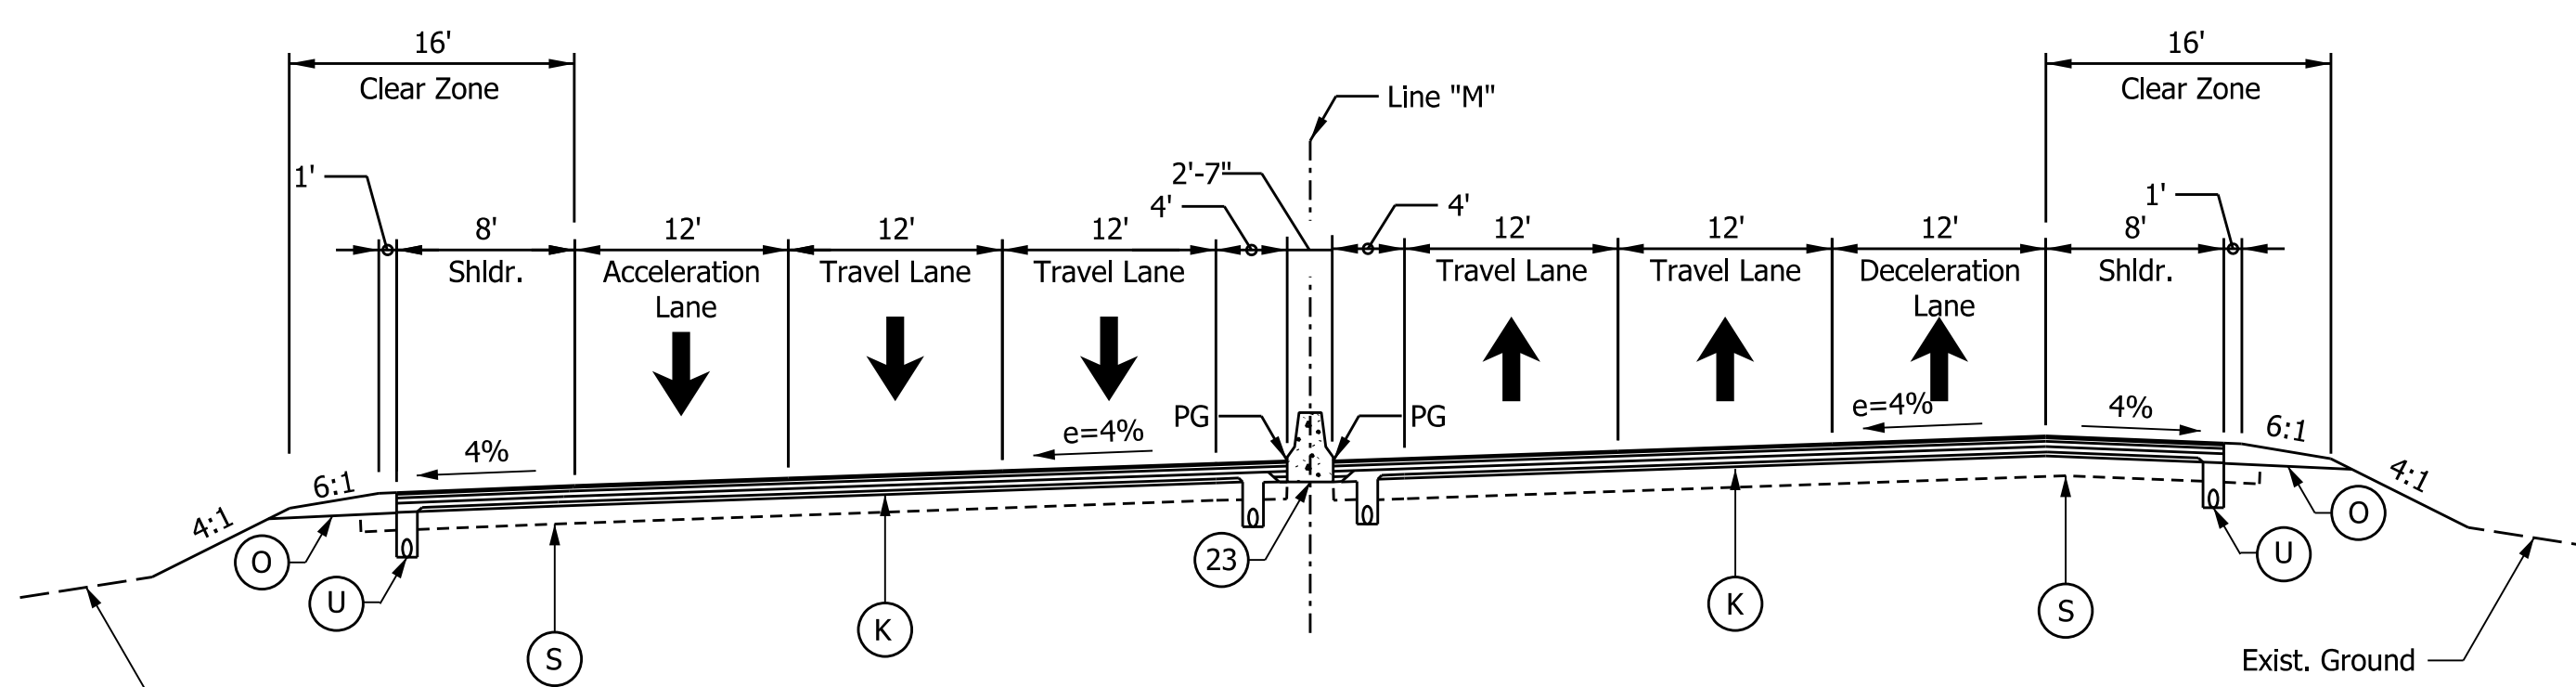 16'
Clear Zone
16'
Clear Zone
Line "M"
1'
2'-7"
4'
4'
1'
8'
12'
12'
12'
12'
12'
12'
8'
Shldr.
Acceleration
Lane
Travel Lane
Travel Lane
Travel Lane
Travel Lane
Deceleration
Lane
Shldr.
PG
PG
e=4%
4%
e=4%
4%
6:1
4:1
6:1
4:1
O
U
S
K
23
K
S
U
O
Exist. Ground